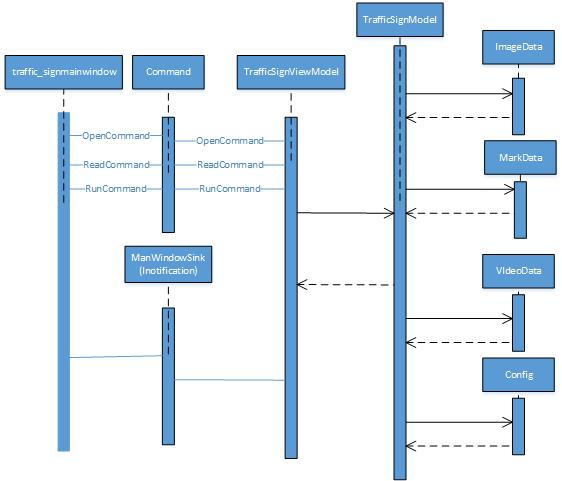 TrafficSignModel
ImageData
traffic_signmainwindow
Command
TrafficSignViewModel
OpenCommand
OpenCommand
ReadCommand
ReadCommand
MarkData
RunCommand
RunCommand
ManWindowSink
(Inotification)
VIdeoData
Config